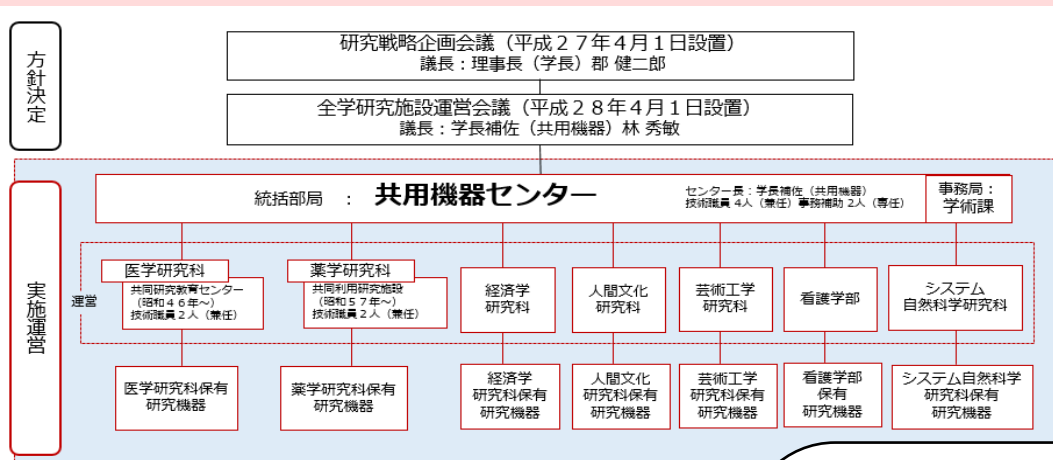 方針決定
研究戦略企画会議（平成２７年４月１日設置）
議長：理事長（学長）郡 健二郎
全学研究施設運営会議（平成２８年４月１日設置）
議長：学長補佐（共用機器）林 秀敏
実施運営
統括部局 ： 共用機器センター
センター長：学長補佐（共用機器）
技術職員 4人（兼任）事務補助 2人（専任）
事務局：
学術課
運営
医学研究科
共同研究教育センター
（昭和４６年～）
技術職員２人（兼任）
薬学研究科
共同利用研究施設
（昭和５７年～）
技術職員２人（兼任）
経済学
研究科
人間文化
研究科
芸術工学
研究科
看護学部
システム
自然科学研究科
医学研究科保有
研究機器
薬学研究科保有
研究機器
経済学
研究科保有
研究機器
人間文化
研究科保有
研究機器
芸術工学
研究科保有
研究機器
看護学部
保有
研究機器
システム自然科学
研究科保有
研究機器